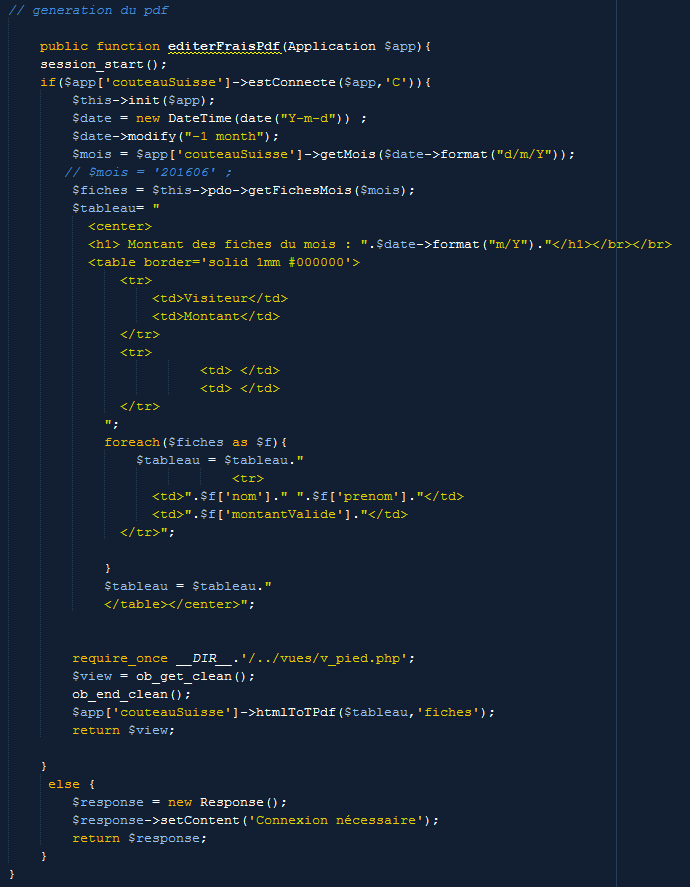 // generation du pdf
public function editerFraisPdf(Application $app){
session_start();
if($app['couteauSuisse']->estConnecte($app,'C')){
$this->init($app);
$date = new DateTime(date("Y-m-d")) ;
$date->modify("-1 month");
$mois = $app['couteauSuisse']->getMois($date->format("d/m/Y"));
// $mois = '201606' ;
$fiches = $this->pdo->getFichesMois($mois);
$tableau= "
<center>
<h1> Montant des fiches du mois : ".$date->format("m/Y")."</h1></br></br>
<table border='solid 1mm #000000'>
<tr>
<td>Visiteur</td>
<td>Montant</td>
</tr>
<tr>
<td> </td>
<td> </td>
</tr>
";
foreach($fiches as $f){
$tableau = $tableau."
<tr>
<td>".$f['nom']." ".$f['prenom']."</td>
<td>".$f['montantValide']."</td>
</tr>";
}
$tableau = $tableau."
</table></center>";
require_once __DIR__.'/../vues/v_pied.php';
$view = ob_get_clean();
ob_end_clean();
$app['couteauSuisse']->htmlToTPdf($tableau,'fiches');
return $view;
}
else {
$response = new Response();
$response->setContent('Connexion nécessaire');
return $response;
}
}